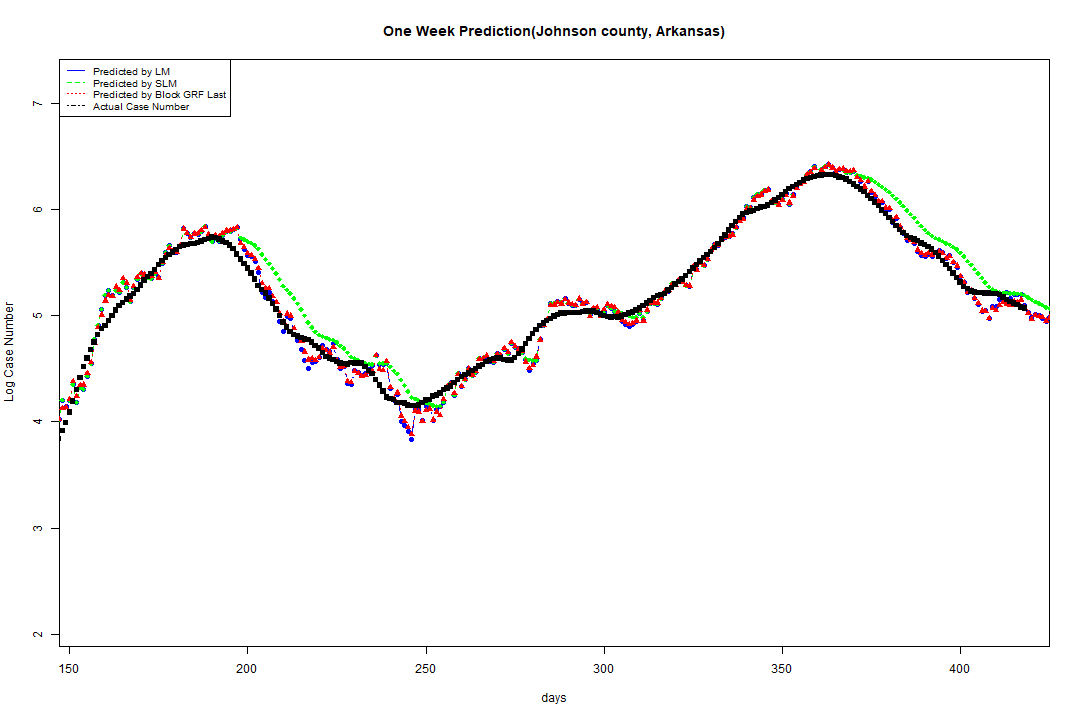 One Week Prediction(Johnson county, Arkansas)
Predicted by LM
Predicted by SLM
Predicted by Block GRF Last
Actual Case Number
7
6
5
4
3
2
Log Case Number
150 200 250 300 350 400
days